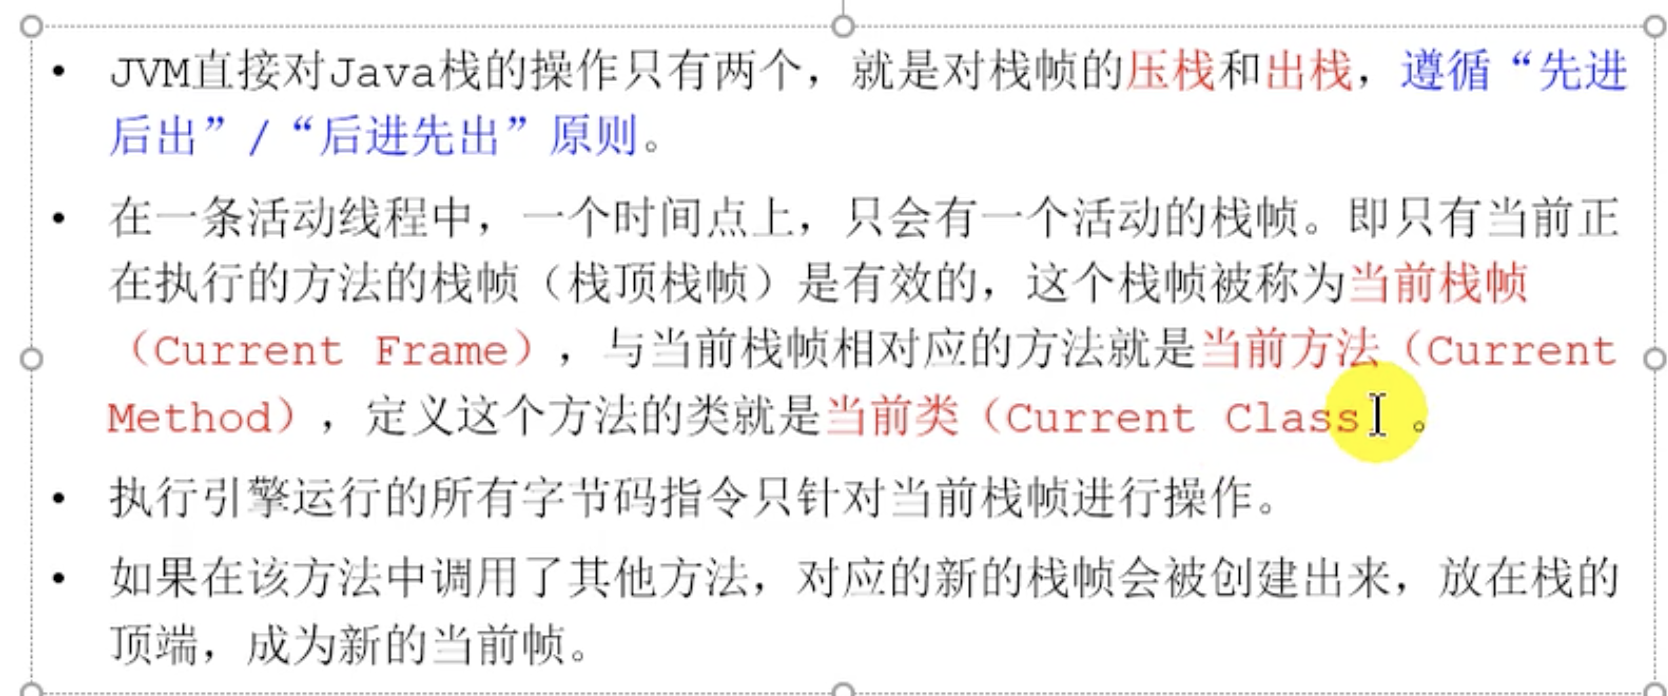 • JVM直接对Java栈的操作只有两个，就是对栈帧的压栈和出栈，遵循“先进
后出”/“后进先出”原则。
• 在一条活动线程中，一个时间点上，只会有一个活动的栈帧。即只有当前正
在执行的方法的栈帧（栈顶栈帧）是有效的，这个栈帧被称为当前栈帧
（Current Frame），与当前栈帧相对应的方法就是当前方法（Current
Method），定义这个方法的类就是当前类（Current Class）。
• 执行引擎运行的所有字节码指令只针对当前栈帧进行操作。
• 如果在该方法中调用了其他方法，对应的新的栈帧会被创建出来，放在栈的
顶端，成为新的当前帧。